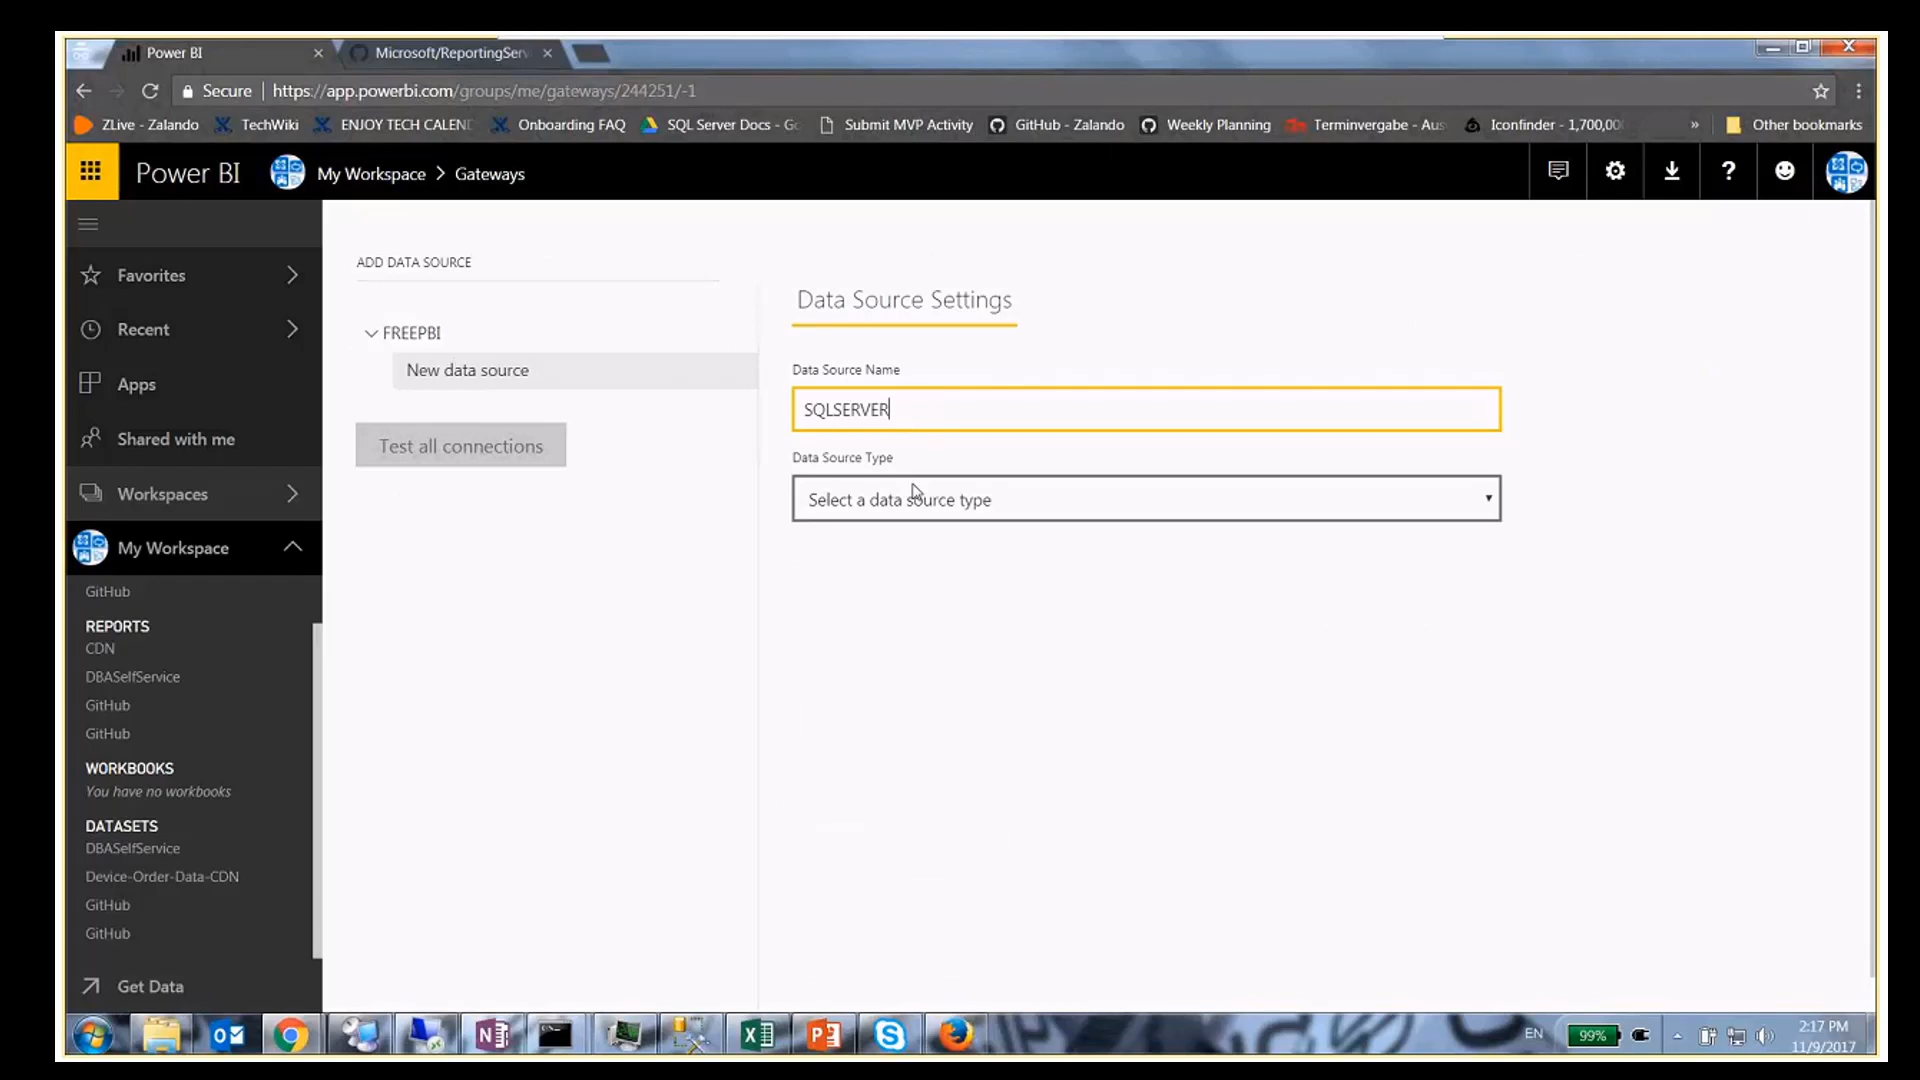 Power BI
Microsoft/ReportingSer
Secure
https://app.powerbi.com/groups/me/gateways/244251/-1
ZLive - Zalando
TechWiki
ENJOY TECH CALEND
Onboarding FAQ
SQL Server Docs - Go
Submit MVP Activity
GitHub - Zalando
Weekly Planning
Terminvergabe - Aus
Iconfinder - 1,700,00
»
Other bookmarks
Power BI
My Workspace > Gateways
?
Favorites
Recent
Apps
Shared with me
Workspaces
My Workspace
GitHub
REPORTS
CDN
DBASelfService
GitHub
GitHub
WORKBOOKS
You have no workbooks
DATASETS
DBASelfService
Device-Order-Data-CDN
GitHub
GitHub
Get Data
ADD DATA SOURCE
FREEPBI
New data source
Test all connections
Data Source Settings
Data Source Name
SQLSERVER
Data Source Type
Select a data source type
EN
99%
2:17 PM
11/9/2017